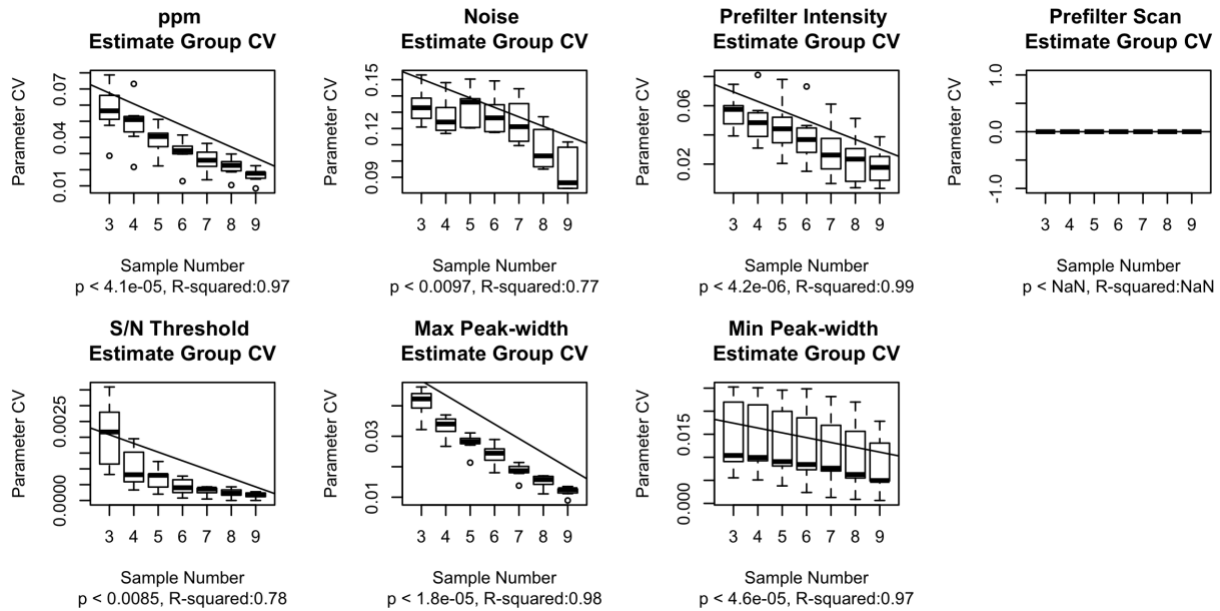 ppm
Estimate Group CV
Parameter CV
0.07
0.04
0.01
3 4 5 6 7 8 9
Sample Number
p < 4.1e-05, R-squared:0.97
Noise
Estimate Group CV
Parameter CV
0.15
0.12
0.09
3 4 5 6 7 8 9
Sample Number
p < 0.0097, R-squared:0.77
Prefilter Intensity
Estimate Group CV
Parameter CV
0.06
0.02
3 4 5 6 7 8 9
Sample Number
p < 4.2e-06, R-squared:0.99
Prefilter Scan
Estimate Group CV
Parameter CV
1.0
0.0
-1.0
3 4 5 6 7 8 9
Sample Number
p < NaN, R-squared:NaN
S/N Threshold
Estimate Group CV
Parameter CV
0.0025
0.0000
3 4 5 6 7 8 9
Sample Number
p < 0.0085, R-squared:0.78
Max Peak-width
Estimate Group CV
Parameter CV
0.03
0.01
3 4 5 6 7 8 9
Sample Number
p < 1.8e-05, R-squared:0.98
Min Peak-width
Estimate Group CV
Parameter CV
0.015
0.000
3 4 5 6 7 8 9
Sample Number
p < 4.6e-05, R-squared:0.97